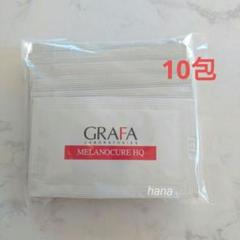 10包
GRAFA
LABORATORIES
MELANOCURE HQ
hana